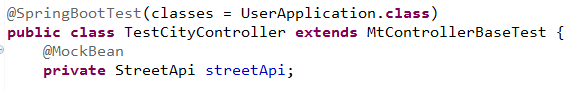 @SpringBootTest(classes = UserApplication.class)
public class TestCityController extends MtControllerBaseTest {
@MockBean
private StreetApi streetApi;